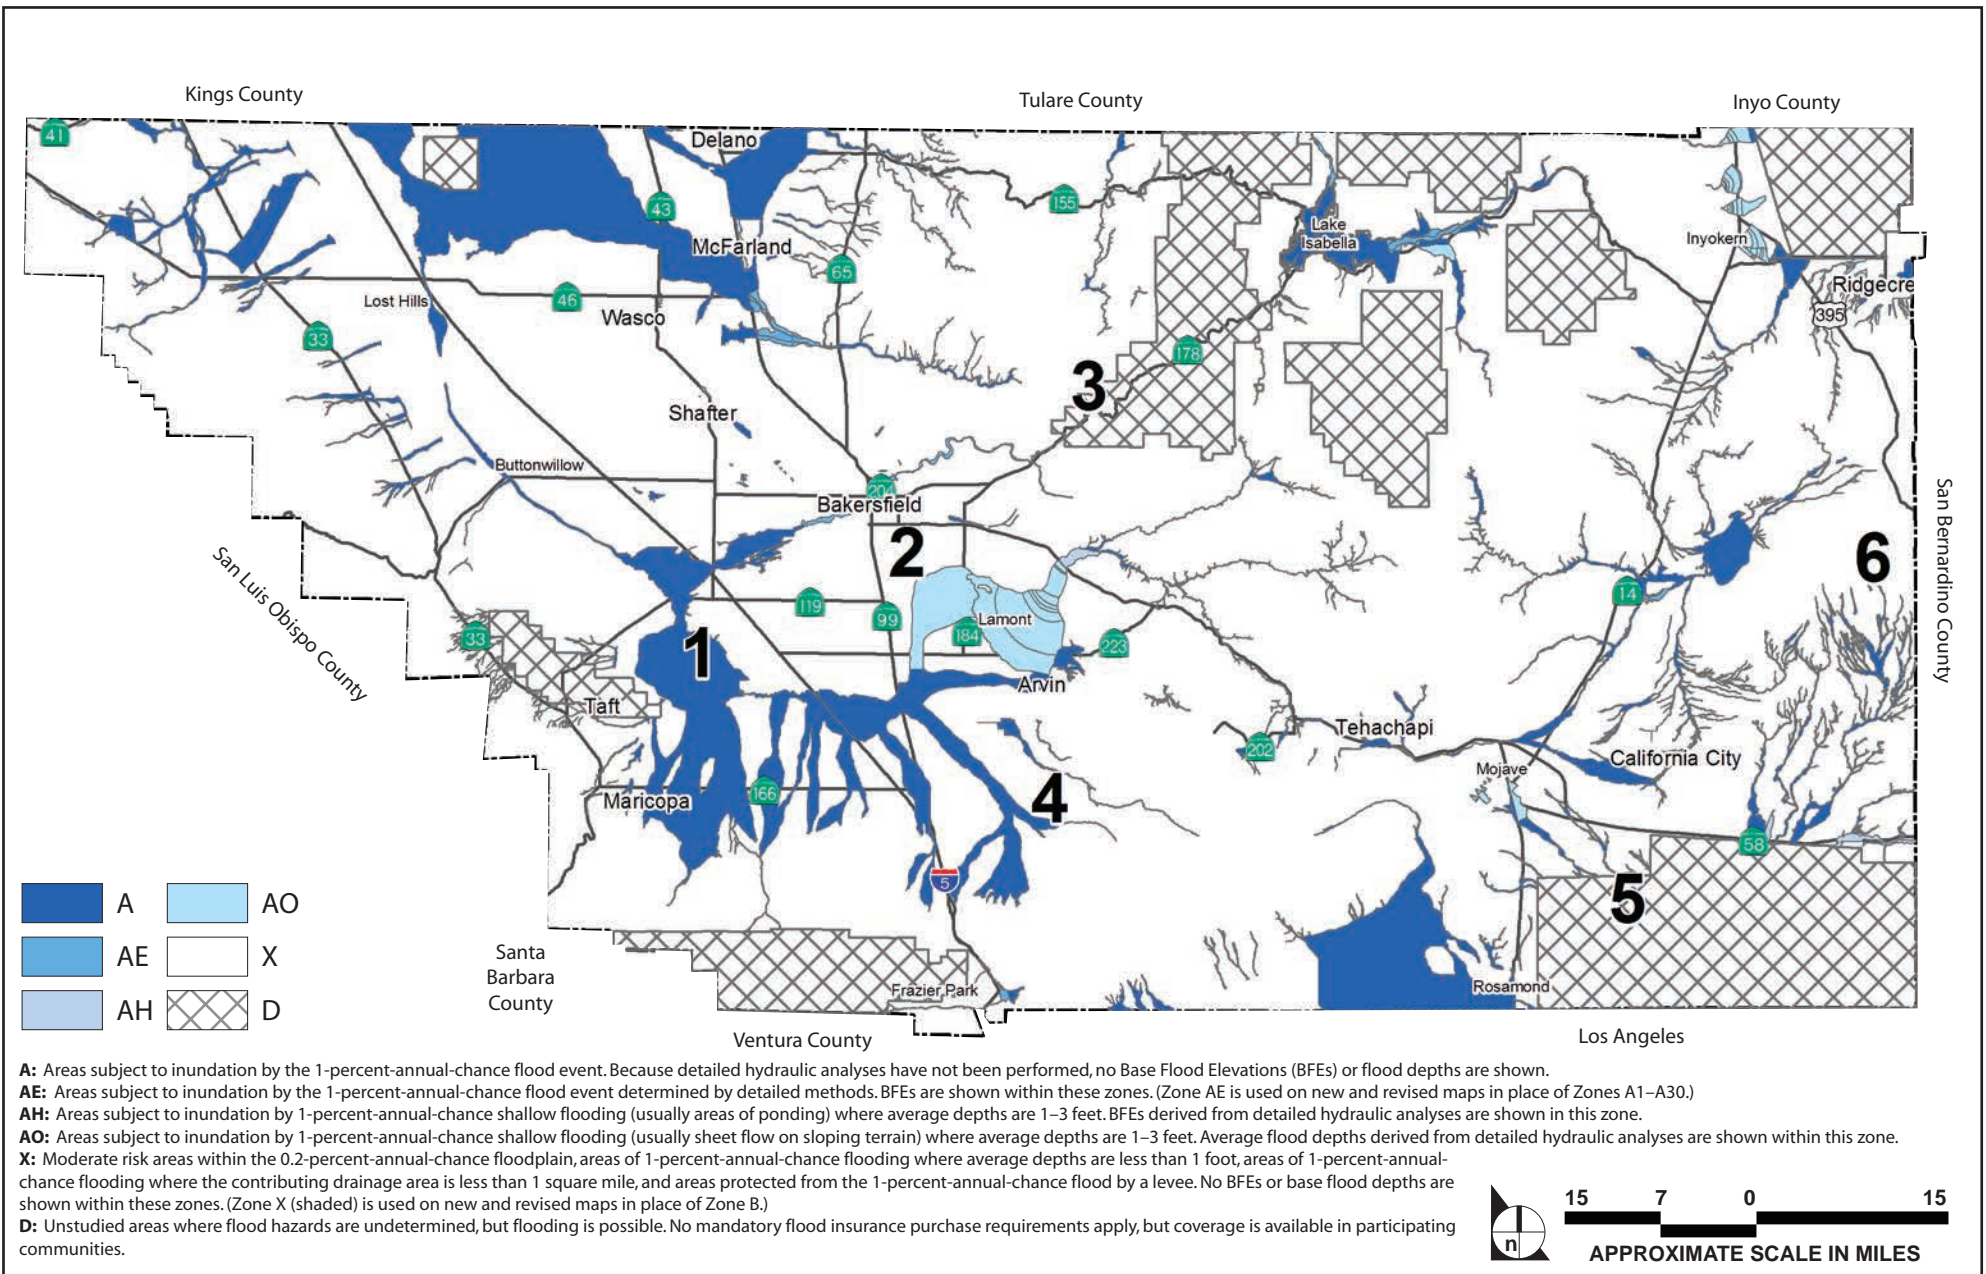 Kings County
Tulare County
Inyo County
41
Delano
43
155
McFarland
Lake
Isabella
Inyokern
65
Lost Hills
46
Wasco
Ridgecre
395
33
178
3
Shafter
Buttonwillow
204
Bakersfield
San Bernardino County
2
6
San Luis Obispo County
14
119
99
Lamont
184
33
223
1
Arvin
Taft
Tehachapi
202
California City
Mojave
166
Maricopa
4
58
5
5
A
AO
AE
X
AH
D
Santa
Barbara
County
Frazier Park
Rosamond
Ventura County
Los Angeles
A: Areas subject to inundation by the 1-percent-annual-chance flood event. Because detailed hydraulic analyses have not been performed, no Base Flood Elevations (BFEs) or flood depths are shown.
AE: Areas subject to inundation by the 1-percent-annual-chance flood event determined by detailed methods. BFEs are shown within these zones. (Zone AE is used on new and revised maps in place of Zones A1–A30.)
AH: Areas subject to inundation by 1-percent-annual-chance shallow flooding (usually areas of ponding) where average depths are 1–3 feet. BFEs derived from detailed hydraulic analyses are shown in this zone.
AO: Areas subject to inundation by 1-percent-annual-chance shallow flooding (usually sheet flow on sloping terrain) where average depths are 1–3 feet. Average flood depths derived from detailed hydraulic analyses are shown within this zone.
X: Moderate risk areas within the 0.2-percent-annual-chance floodplain, areas of 1-percent-annual-chance flooding where average depths are less than 1 foot, areas of 1-percent-annual-
chance flooding where the contributing drainage area is less than 1 square mile, and areas protected from the 1-percent-annual-chance flood by a levee. No BFEs or base flood depths are
shown within these zones. (Zone X (shaded) is used on new and revised maps in place of Zone B.)
D: Unstudied areas where flood hazards are undetermined, but flooding is possible. No mandatory flood insurance purchase requirements apply, but coverage is available in participating
communities.
n
15 7 0 15
APPROXIMATE SCALE IN MILES